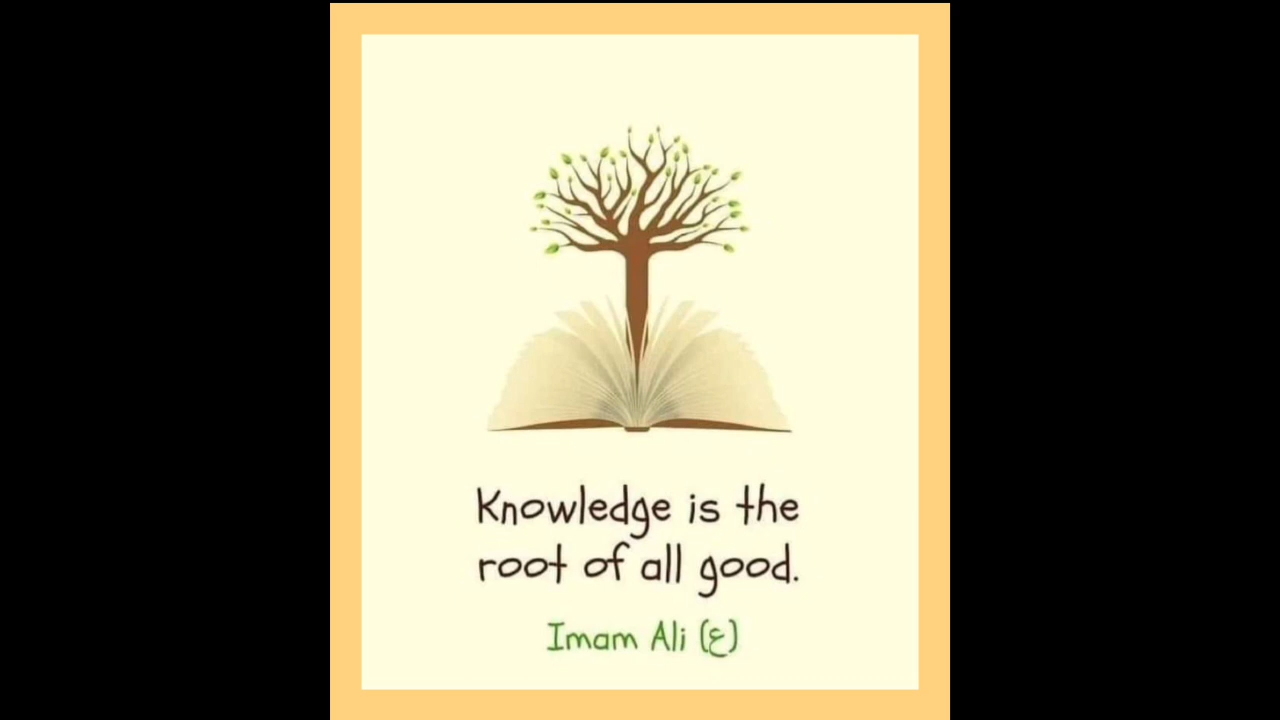 Knowledge is the
root of all good.
Imam Ali (ع)